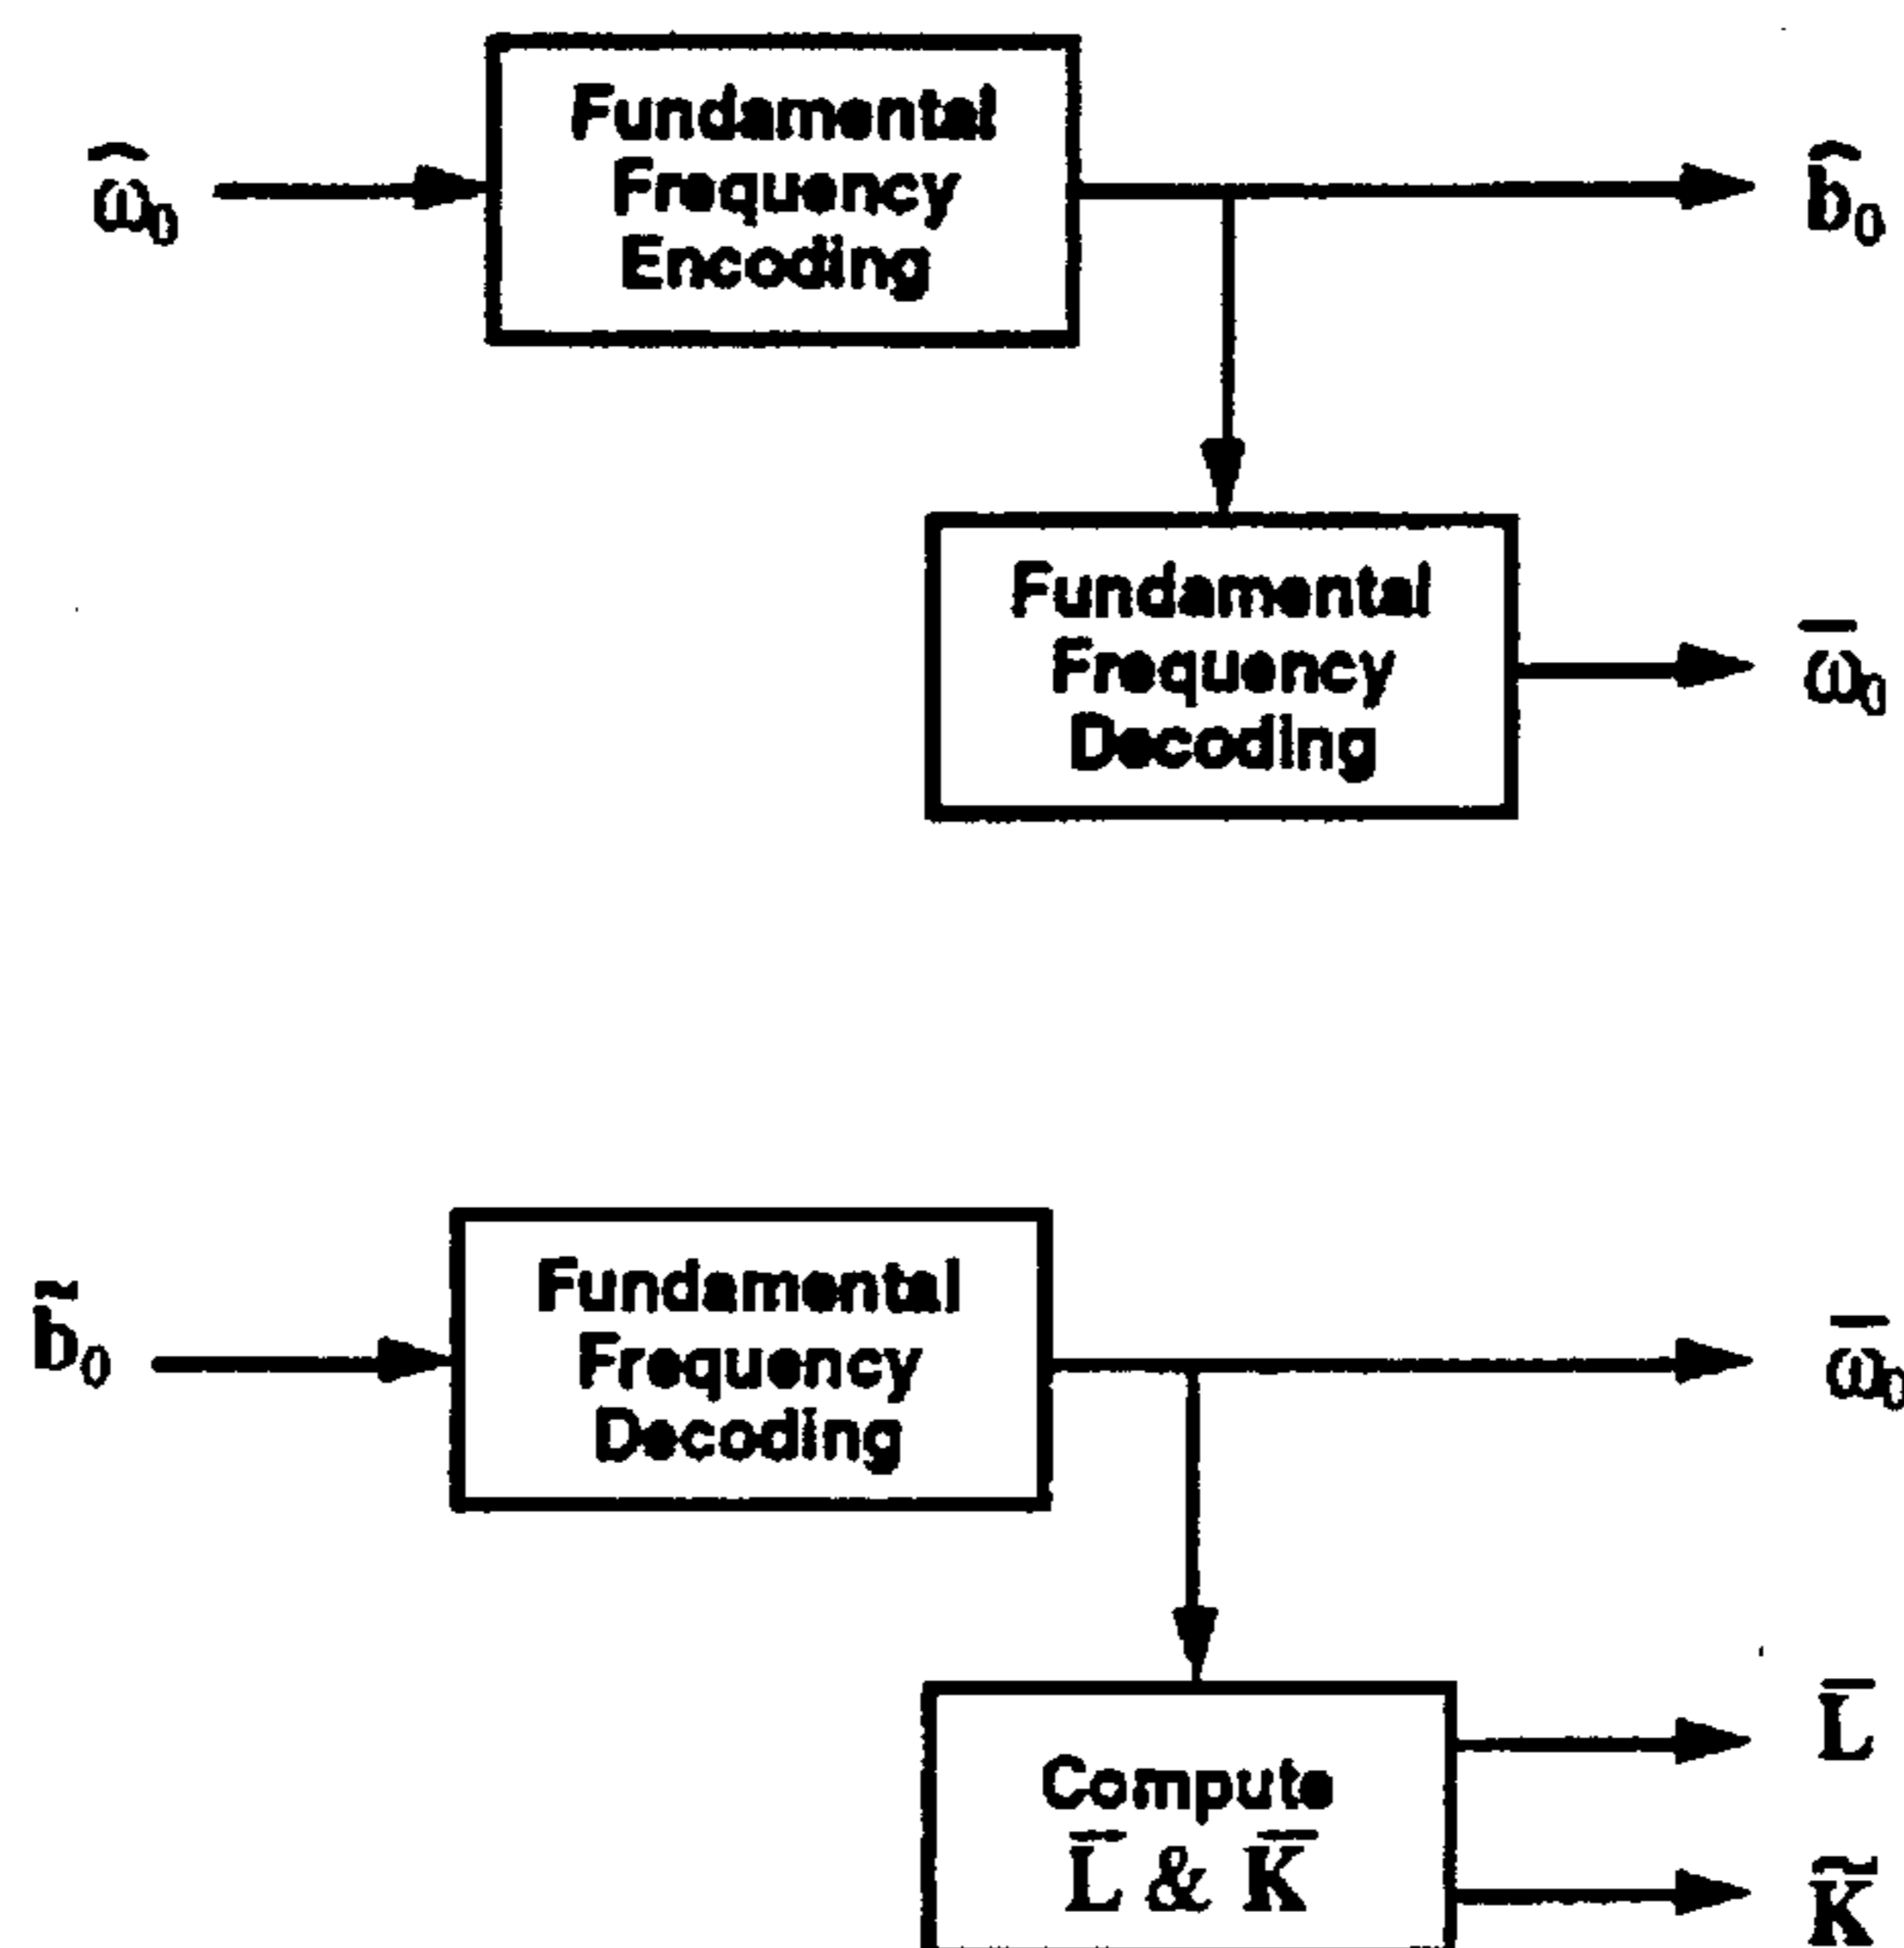 Fundamental
Frequency
Encoding
ω̂₀
b̂₀
Fundamental
Frequency
Decoding
ω̅₀
b̃₀
Fundamental
Frequency
Decoding
ω̅₀
Compute
L̅ & K̅
L̅
K̃